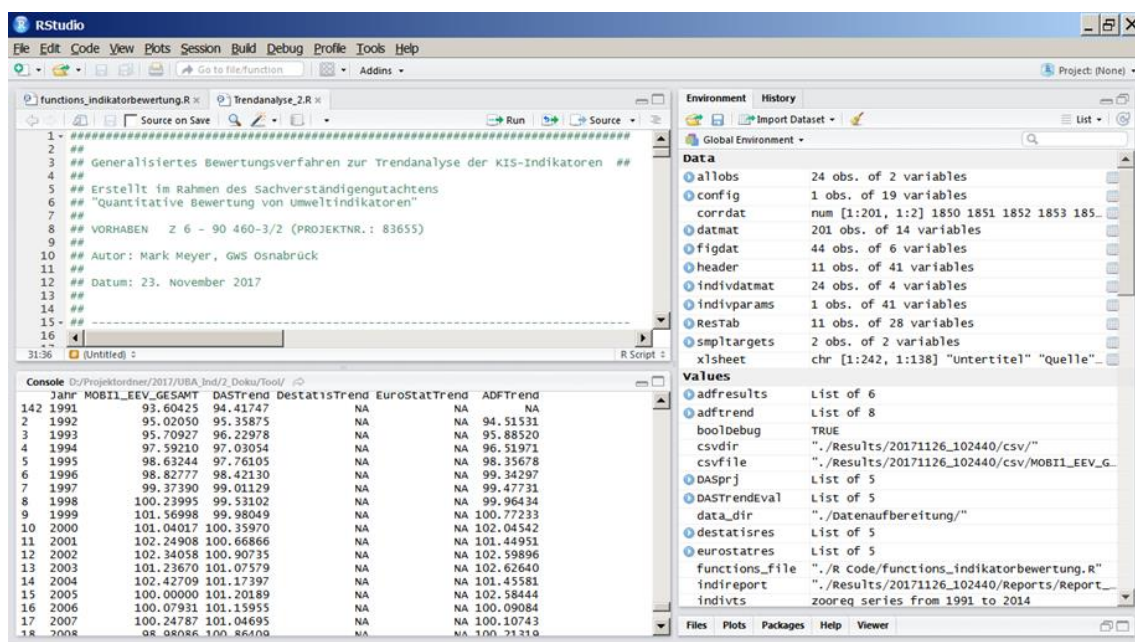 RStudio
File Edit Code View Plots Session Build Debug Profile Tools Help
Go to file/function Addins Project: (None)
functions_indikatorbewertung.R × Trendanalyse_2.R ×
Source on Save Run Source
1 ###############################################################################
2 ##
3 ## Generalisiertes Bewertungsverfahren zur Trendanalyse der KIS-Indikatoren ##
4 ##
5 ## Erstellt im Rahmen des Sachverständigengutachtens
6 ## "Quantitative Bewertung von Umweltindikatoren"
7 ##
8 ## VORHABEN Z 6 - 90 460-3/2 (PROJEKTNR.: 83655)
9 ##
10 ## Autor: Mark Meyer, GWS Osnabrück
11 ##
12 ## Datum: 23. November 2017
13 ##
14 ##
15 ## ----------------------------------------------------------------------------
16
31:36 (Untitled) R Script
Console D:/Projektordner/2017/UBA_Ind/2_Doku/Tool/
Jahr MOBI1_EEV_GESAMT DASTrend DestatisTrend EuroStatTrend ADFTrend
142 1991 93.60425 94.41747 NA NA NA
2 1992 95.02050 95.35875 NA NA 94.51531
3 1993 95.70927 96.22978 NA NA 95.88520
4 1994 97.59210 97.03054 NA NA 96.51971
5 1995 98.63244 97.76105 NA NA 98.35678
6 1996 98.82777 98.42130 NA NA 99.34297
7 1997 99.37390 99.01129 NA NA 99.47731
8 1998 100.23995 99.53102 NA NA 99.96434
9 1999 101.56998 99.98049 NA NA 100.77233
10 2000 101.04017 100.35970 NA NA 102.04542
11 2001 102.24908 100.66866 NA NA 101.44951
12 2002 102.34058 100.90735 NA NA 102.59896
13 2003 101.23670 101.07579 NA NA 102.62640
14 2004 102.42709 101.17397 NA NA 101.45581
15 2005 100.00000 101.20189 NA NA 102.58444
16 2006 100.07931 101.15955 NA NA 100.09084
17 2007 100.24787 101.04695 NA NA 100.10743
18 2008 98.98086 100.86409 NA NA 100.21319
Environment History
Import Dataset List
Global Environment
Data
allobs 24 obs. of 2 variables
config 1 obs. of 19 variables
corrdat num [1:201, 1:2] 1850 1851 1852 1853 185…
datmat 201 obs. of 14 variables
figdat 44 obs. of 6 variables
header 11 obs. of 41 variables
indivdatmat 24 obs. of 4 variables
indivparams 1 obs. of 41 variables
ResTab 11 obs. of 28 variables
smpltargets 2 obs. of 2 variables
xlsheet chr [1:242, 1:138] "Untertitel" "Quelle"…
Values
adfresults List of 6
adftrend List of 8
boolDebug TRUE
csvdir "./Results/20171126_102440/csv/"
csvfile "./Results/20171126_102440/csv/MOBI1_EEV_G…
DASprj List of 5
DASTrendEval List of 5
data_dir "./Datenaufbereitung/"
destatisres List of 5
eurostatres List of 5
functions_file "./R Code/functions_indikatorbewertung.R"
indireport "./Results/20171126_102440/Reports/Report_…
indivts zooreg series from 1991 to 2014
Files Plots Packages Help Viewer